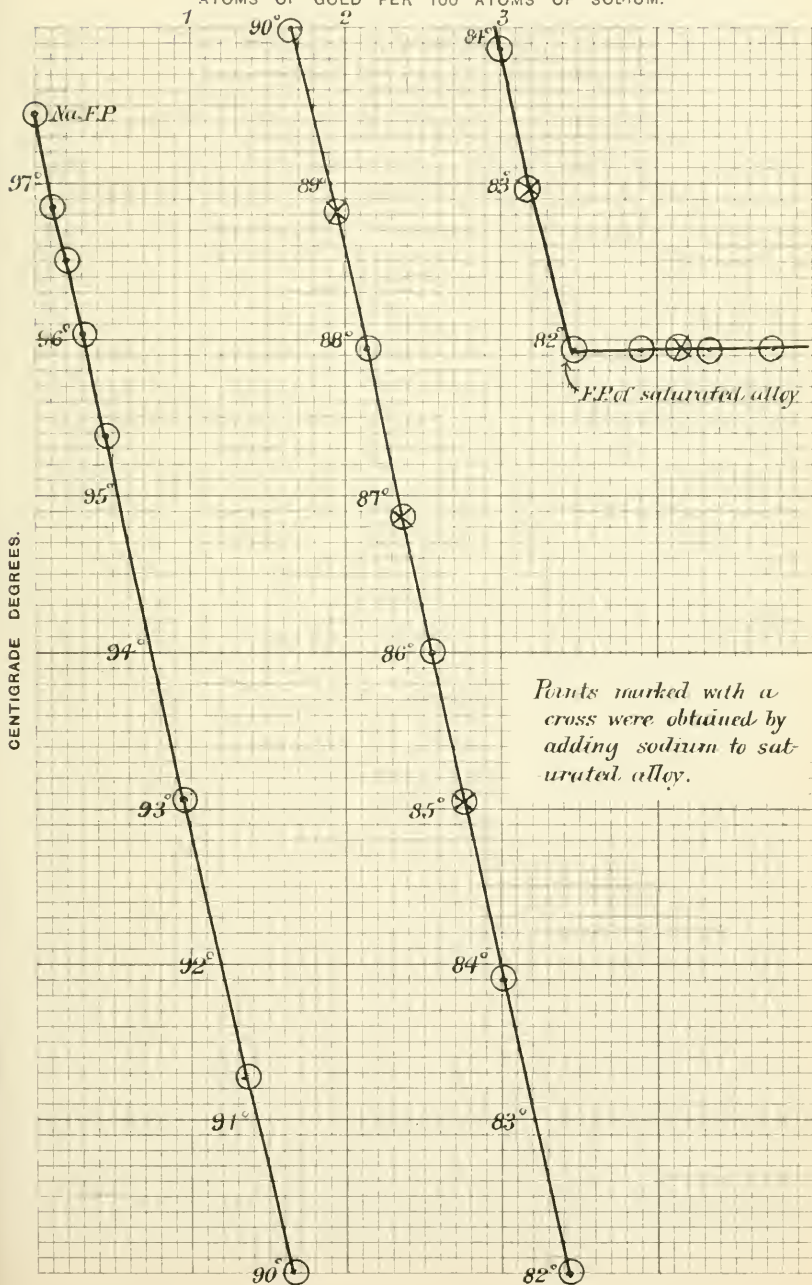 ATOMS OF GOLD PER 100 ATOMS OF SODIUM.
1 2 3
90° 84°
Na F.P.
97° 89° 83°
96° 88° 82°
F.P. of saturated alloy
95° 87°
94° 86°
Points marked with a
cross were obtained by
adding sodium to sat-
urated alloy.
93° 85°
92° 84°
91° 83°
90° 82°
CENTIGRADE DEGREES.